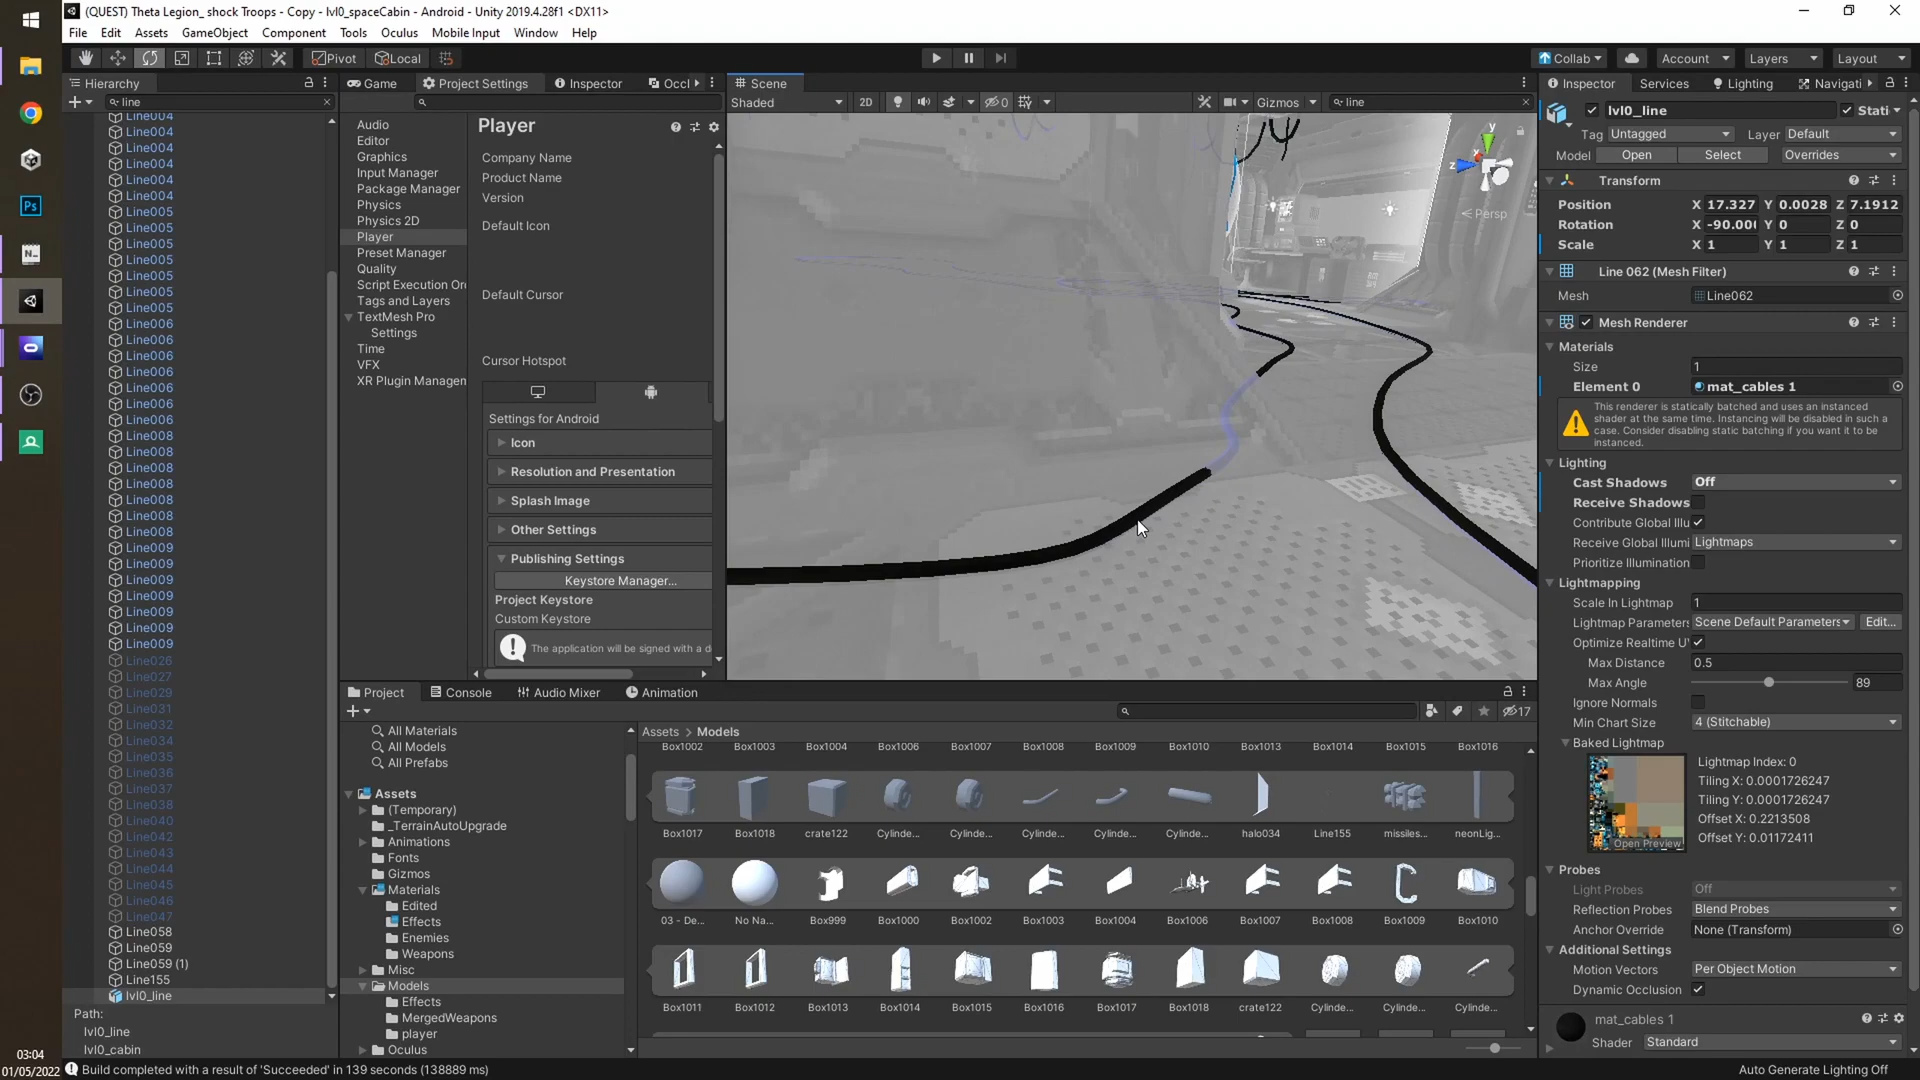 (QUEST) Theta Legion_ shock Troops - Copy - lvl0_spaceCabin - Android - Unity 2019.4.28f1 <DX11>
File Edit Assets GameObject Component Tools Oculus Mobile Input Window Help
Pivot Local Collab Account Layers Layout
Hierarchy Game Project Settings Inspector Occl Scene Inspector Services Lighting Navigati
line Shaded 2D 0 Gizmos line
Line004
Line004
Line004
Line004
Line004
Line004
Line005
Line005
Line005
Line005
Line005
Line005
Line005
Line006
Line006
Line006
Line006
Line006
Line006
Line006
Line008
Line008
Line008
Line008
Line008
Line008
Line008
Line009
Line009
Line009
Line009
Line009
Line009
Line009
Line026
Line027
Line029
Line031
Line032
Line034
Line035
Line036
Line037
Line038
Line040
Line042
Line043
Line044
Line045
Line046
Line047
Line058
Line059
Line059 (1)
Line155
lvl0_line
Path:
lvl0_line
lvl0_cabin
Audio
Editor
Graphics
Input Manager
Package Manager
Physics
Physics 2D
Player
Preset Manager
Quality
Script Execution Or
Tags and Layers
TextMesh Pro
Settings
Time
VFX
XR Plugin Managen
Player
Company Name
Product Name
Version
Default Icon
Default Cursor
Cursor Hotspot
Settings for Android
Icon
Resolution and Presentation
Splash Image
Other Settings
Publishing Settings
Keystore Manager...
Project Keystore
Custom Keystore
The application will be signed with a d
y
x
z
Persp
Project Console Audio Mixer Animation
17
All Materials
All Models
All Prefabs
Assets
(Temporary)
_TerrainAutoUpgrade
Animations
Fonts
Gizmos
Materials
Edited
Effects
Enemies
Weapons
Misc
Models
Effects
MergedWeapons
player
Oculus
Assets > Models
Box1002 Box1003 Box1004 Box1006 Box1007 Box1008 Box1009 Box1010 Box1013 Box1014 Box1015 Box1016
Box1017 Box1018 crate122 Cylinde... Cylinde... Cylinde... Cylinde... Cylinde... halo034 Line155 missiles... neonLig...
03 - De... No Na... Box999 Box1000 Box1002 Box1003 Box1004 Box1006 Box1007 Box1008 Box1009 Box1010
Box1011 Box1012 Box1013 Box1014 Box1015 Box1016 Box1017 Box1018 crate122 Cylinde... Cylinde... Cylinde...
lvl0_line Stati
Tag Untagged Layer Default
Model Open Select Overrides
Transform
Position X 17.327 Y 0.0028 Z 7.1912
Rotation X -90.00( Y 0 Z 0
Scale X 1 Y 1 Z 1
Line 062 (Mesh Filter)
Mesh Line062
Mesh Renderer
Materials
Size 1
Element 0 mat_cables 1
This renderer is statically batched and uses an instanced
shader at the same time. Instancing will be disabled in such a
case. Consider disabling static batching if you want it to be
instanced.
Lighting
Cast Shadows Off
Receive Shadows
Contribute Global Illu
Receive Global Illumi Lightmaps
Prioritize Illumination
Lightmapping
Scale In Lightmap 1
Lightmap Parameters Scene Default Parameters Edit...
Optimize Realtime U
Max Distance 0.5
Max Angle 89
Ignore Normals
Min Chart Size 4 (Stitchable)
Baked Lightmap
Open Preview
Lightmap Index: 0
Tiling X: 0.0001726247
Tiling Y: 0.0001726247
Offset X: 0.2213508
Offset Y: 0.01172411
Probes
Light Probes Off
Reflection Probes Blend Probes
Anchor Override None (Transform)
Additional Settings
Motion Vectors Per Object Motion
Dynamic Occlusion
mat_cables 1
Shader Standard
Ps
N..
03:04
01/05/2022
Build completed with a result of 'Succeeded' in 139 seconds (138889 ms)
Auto Generate Lighting Off